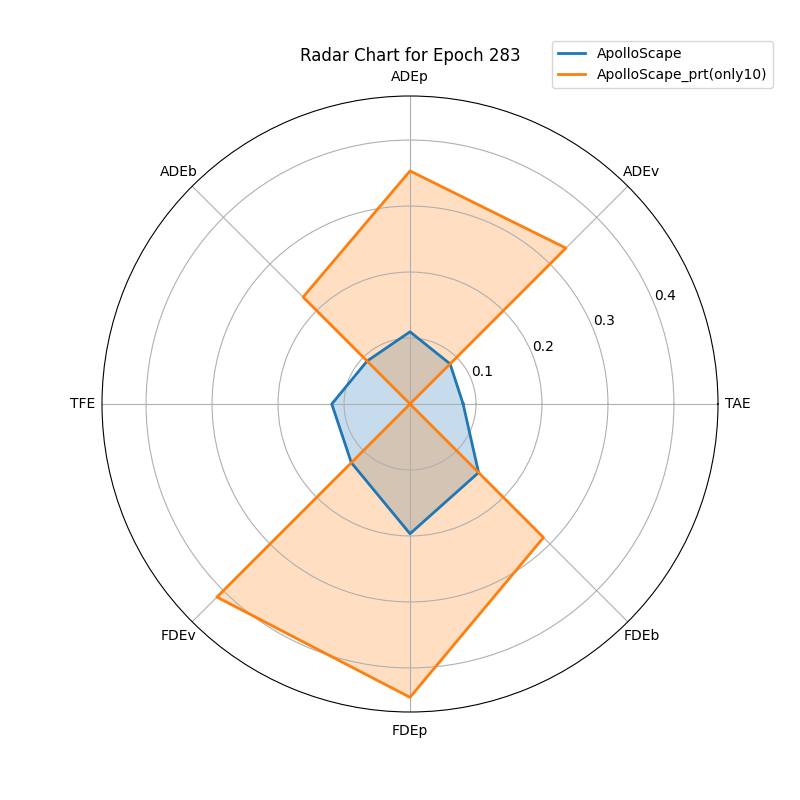 Radar Chart for Epoch 283
ApolloScape
ApolloScape_prt(only10)
ADEp
ADEb
ADEv
0.4
0.3
0.2
0.1
TFE
TAE
FDEv
FDEb
FDEp